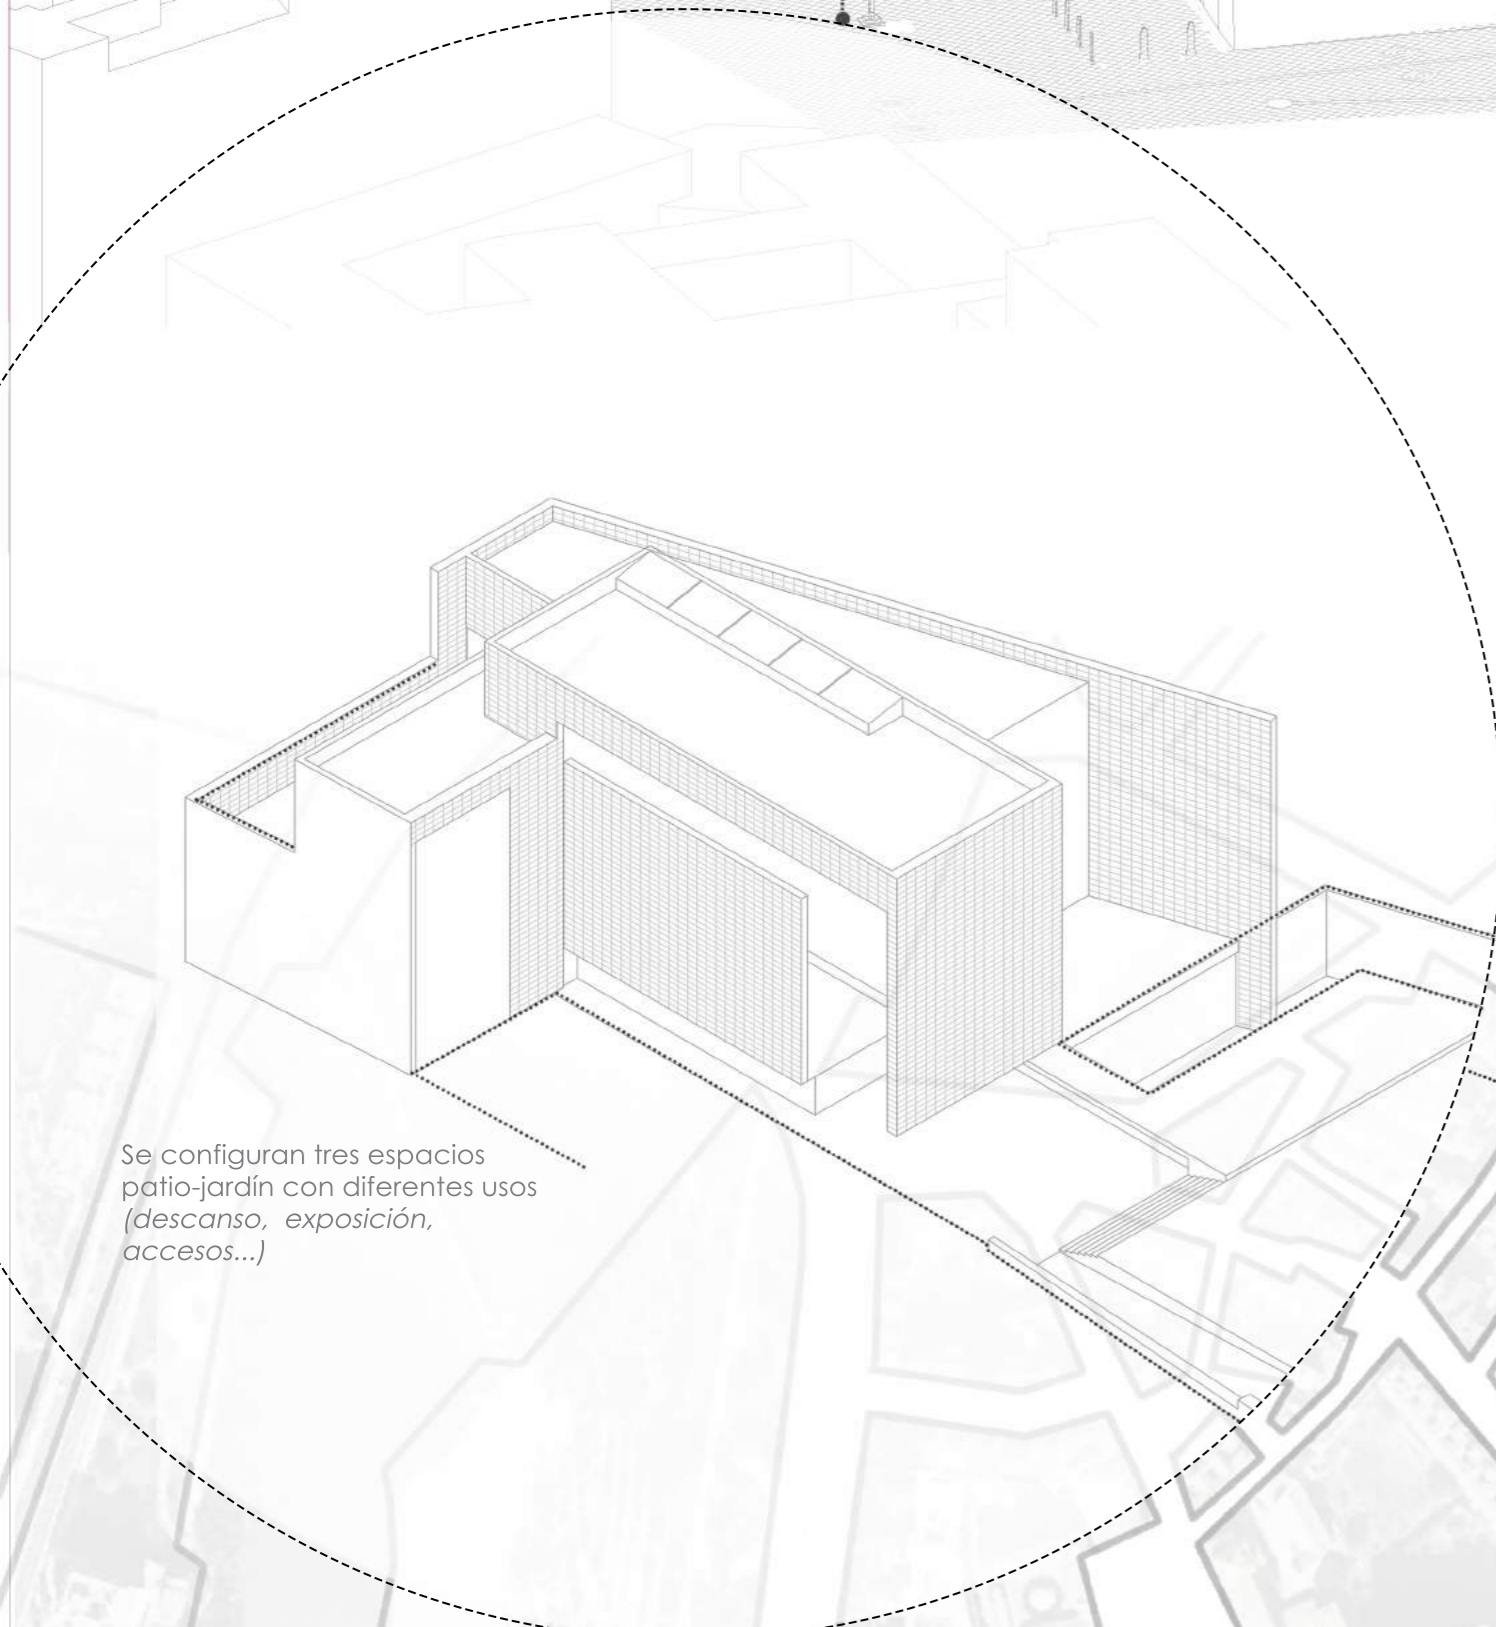 Se configuran tres espacios
patio-jardín con diferentes usos
(descanso, exposición,
accesos...)